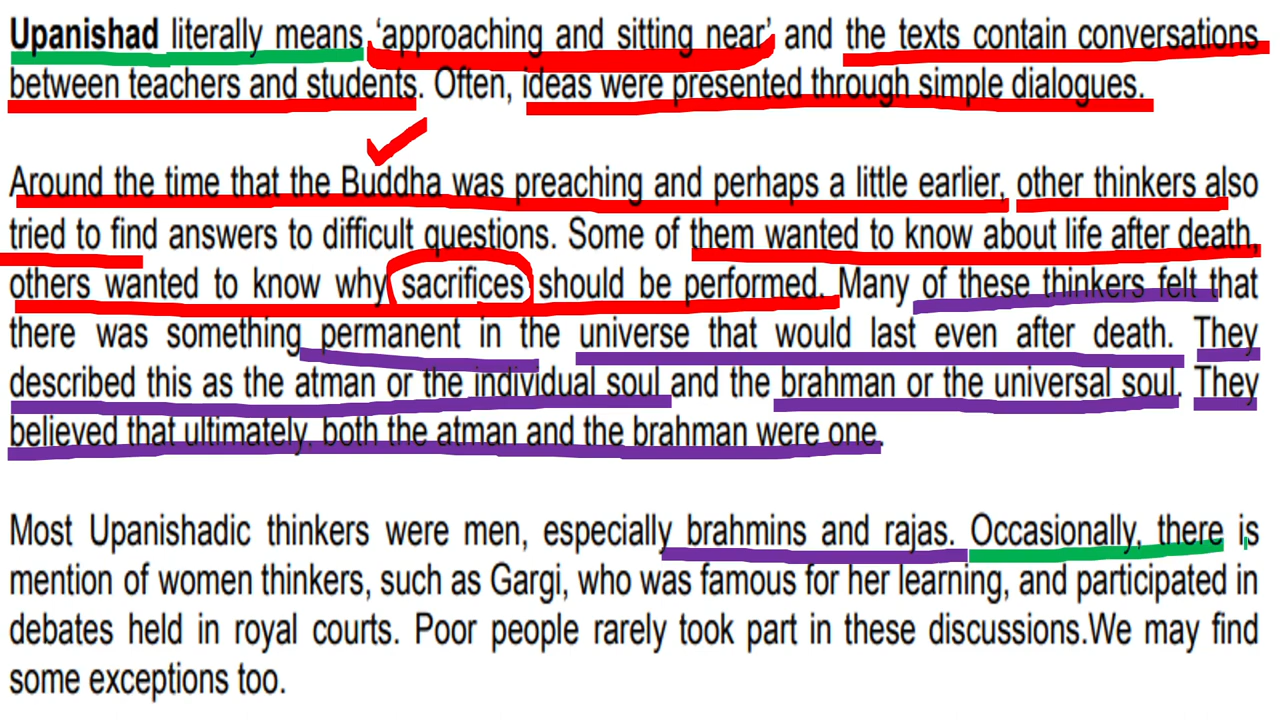 Upanishad literally means ‘approaching and sitting near’ and the texts contain conversations
between teachers and students. Often, ideas were presented through simple dialogues.
Around the time that the Buddha was preaching and perhaps a little earlier, other thinkers also
tried to find answers to difficult questions. Some of them wanted to know about life after death,
others wanted to know why sacrifices should be performed. Many of these thinkers felt that
there was something permanent in the universe that would last even after death. They
described this as the atman or the individual soul and the brahman or the universal soul. They
believed that ultimately, both the atman and the brahman were one.
Most Upanishadic thinkers were men, especially brahmins and rajas. Occasionally, there is
mention of women thinkers, such as Gargi, who was famous for her learning, and participated in
debates held in royal courts. Poor people rarely took part in these discussions.We may find
some exceptions too.